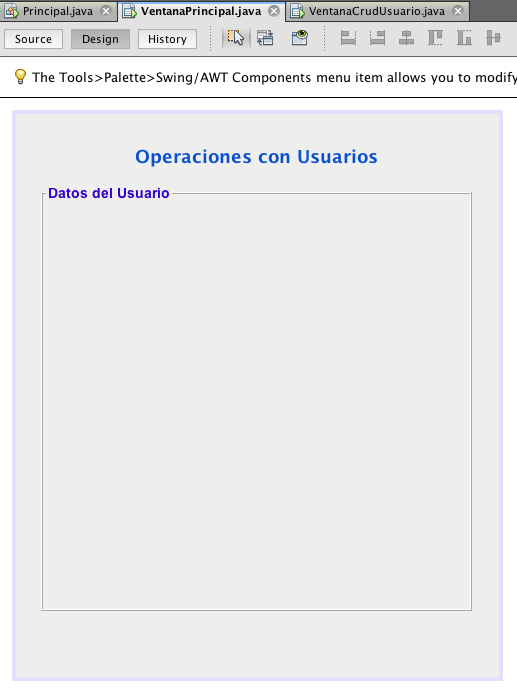 Principal.java VentanaPrincipal.java VentanaCrudUsuario.java
Source Design History
The Tools>Palette>Swing/AWT Components menu item allows you to modify
Operaciones con Usuarios
Datos del Usuario